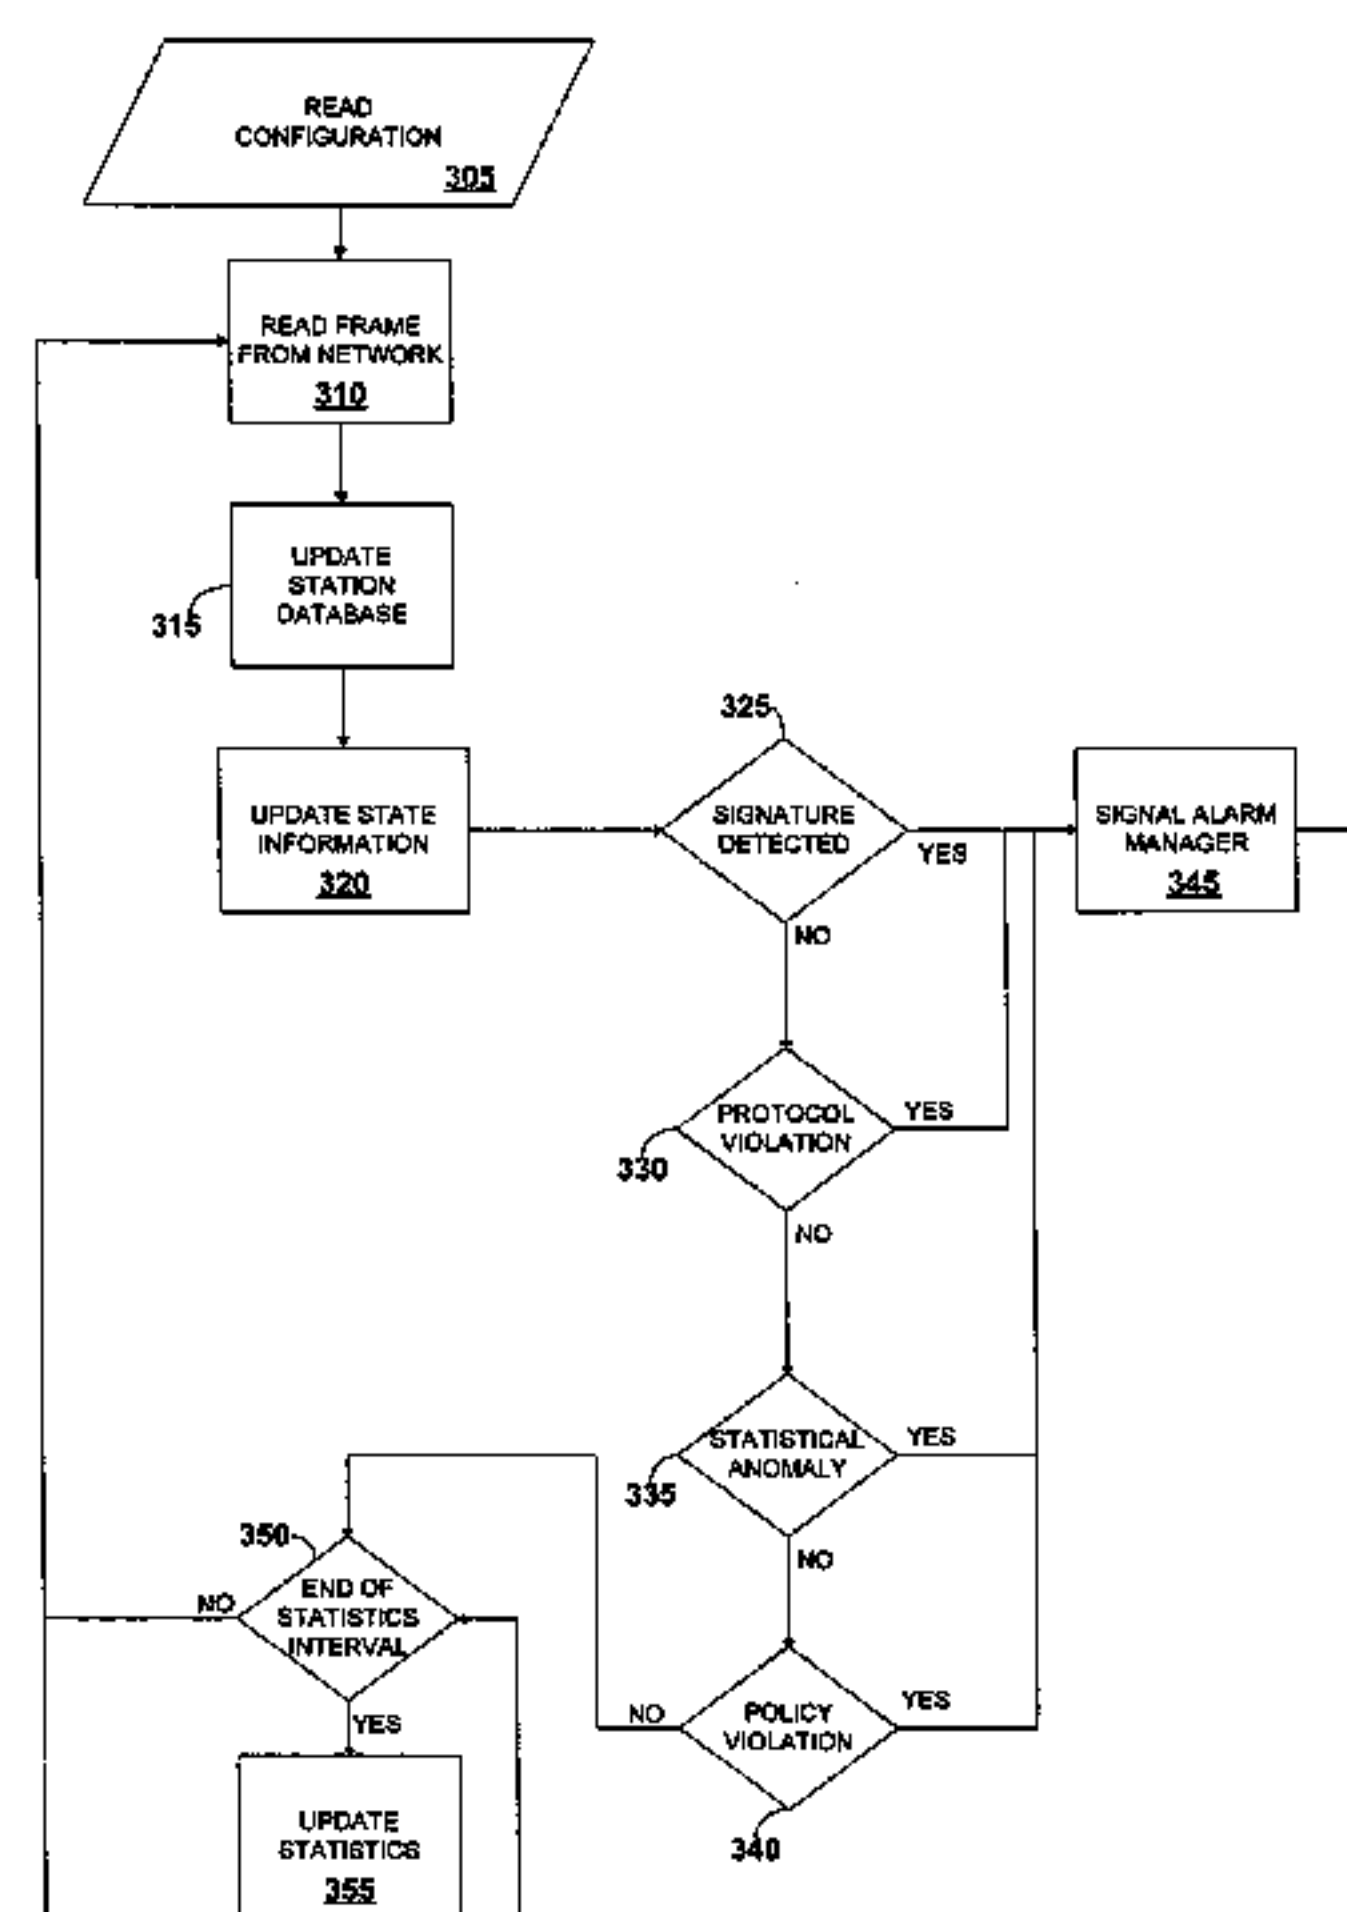 READ
CONFIGURATION
305
READ FRAME
FROM NETWORK
310
UPDATE
STATION
DATABASE
315
325
UPDATE STATE
INFORMATION
320
SIGNATURE
DETECTED
YES
SIGNAL ALARM
MANAGER
345
NO
PROTOCOL
VIOLATION
YES
330
NO
STATISTICAL
ANOMALY
YES
335
NO
350
END OF
STATISTICS
INTERVAL
NO
YES
POLICY
VIOLATION
NO
YES
340
UPDATE
STATISTICS
355